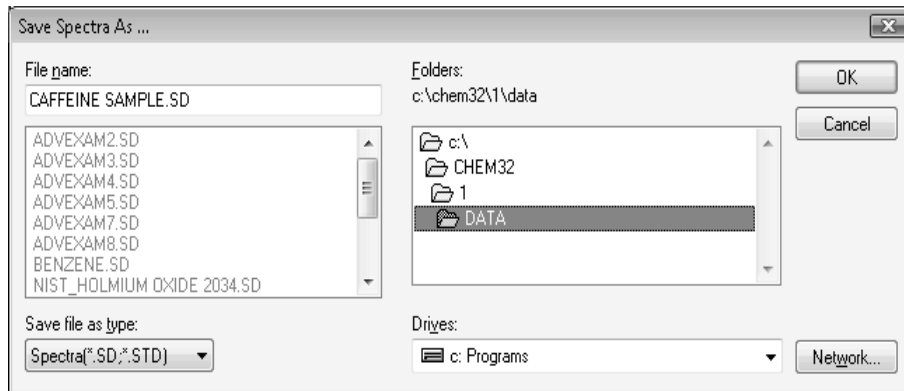 Save Spectra As ...
File name:
CAFFEINE SAMPLE.SD
ADVEXAM2.SD
ADVEXAM3.SD
ADVEXAM4.SD
ADVEXAM5.SD
ADVEXAM7.SD
ADVEXAM8.SD
BENZENE.SD
NIST_HOLMIUM OXIDE 2034.SD
Save file as type:
Spectra(*.SD;*.STD)
Folders:
c:\chem32\1\data
c:\
CHEM32
1
DATA
Drives:
c: Programs
OK
Cancel
Network...